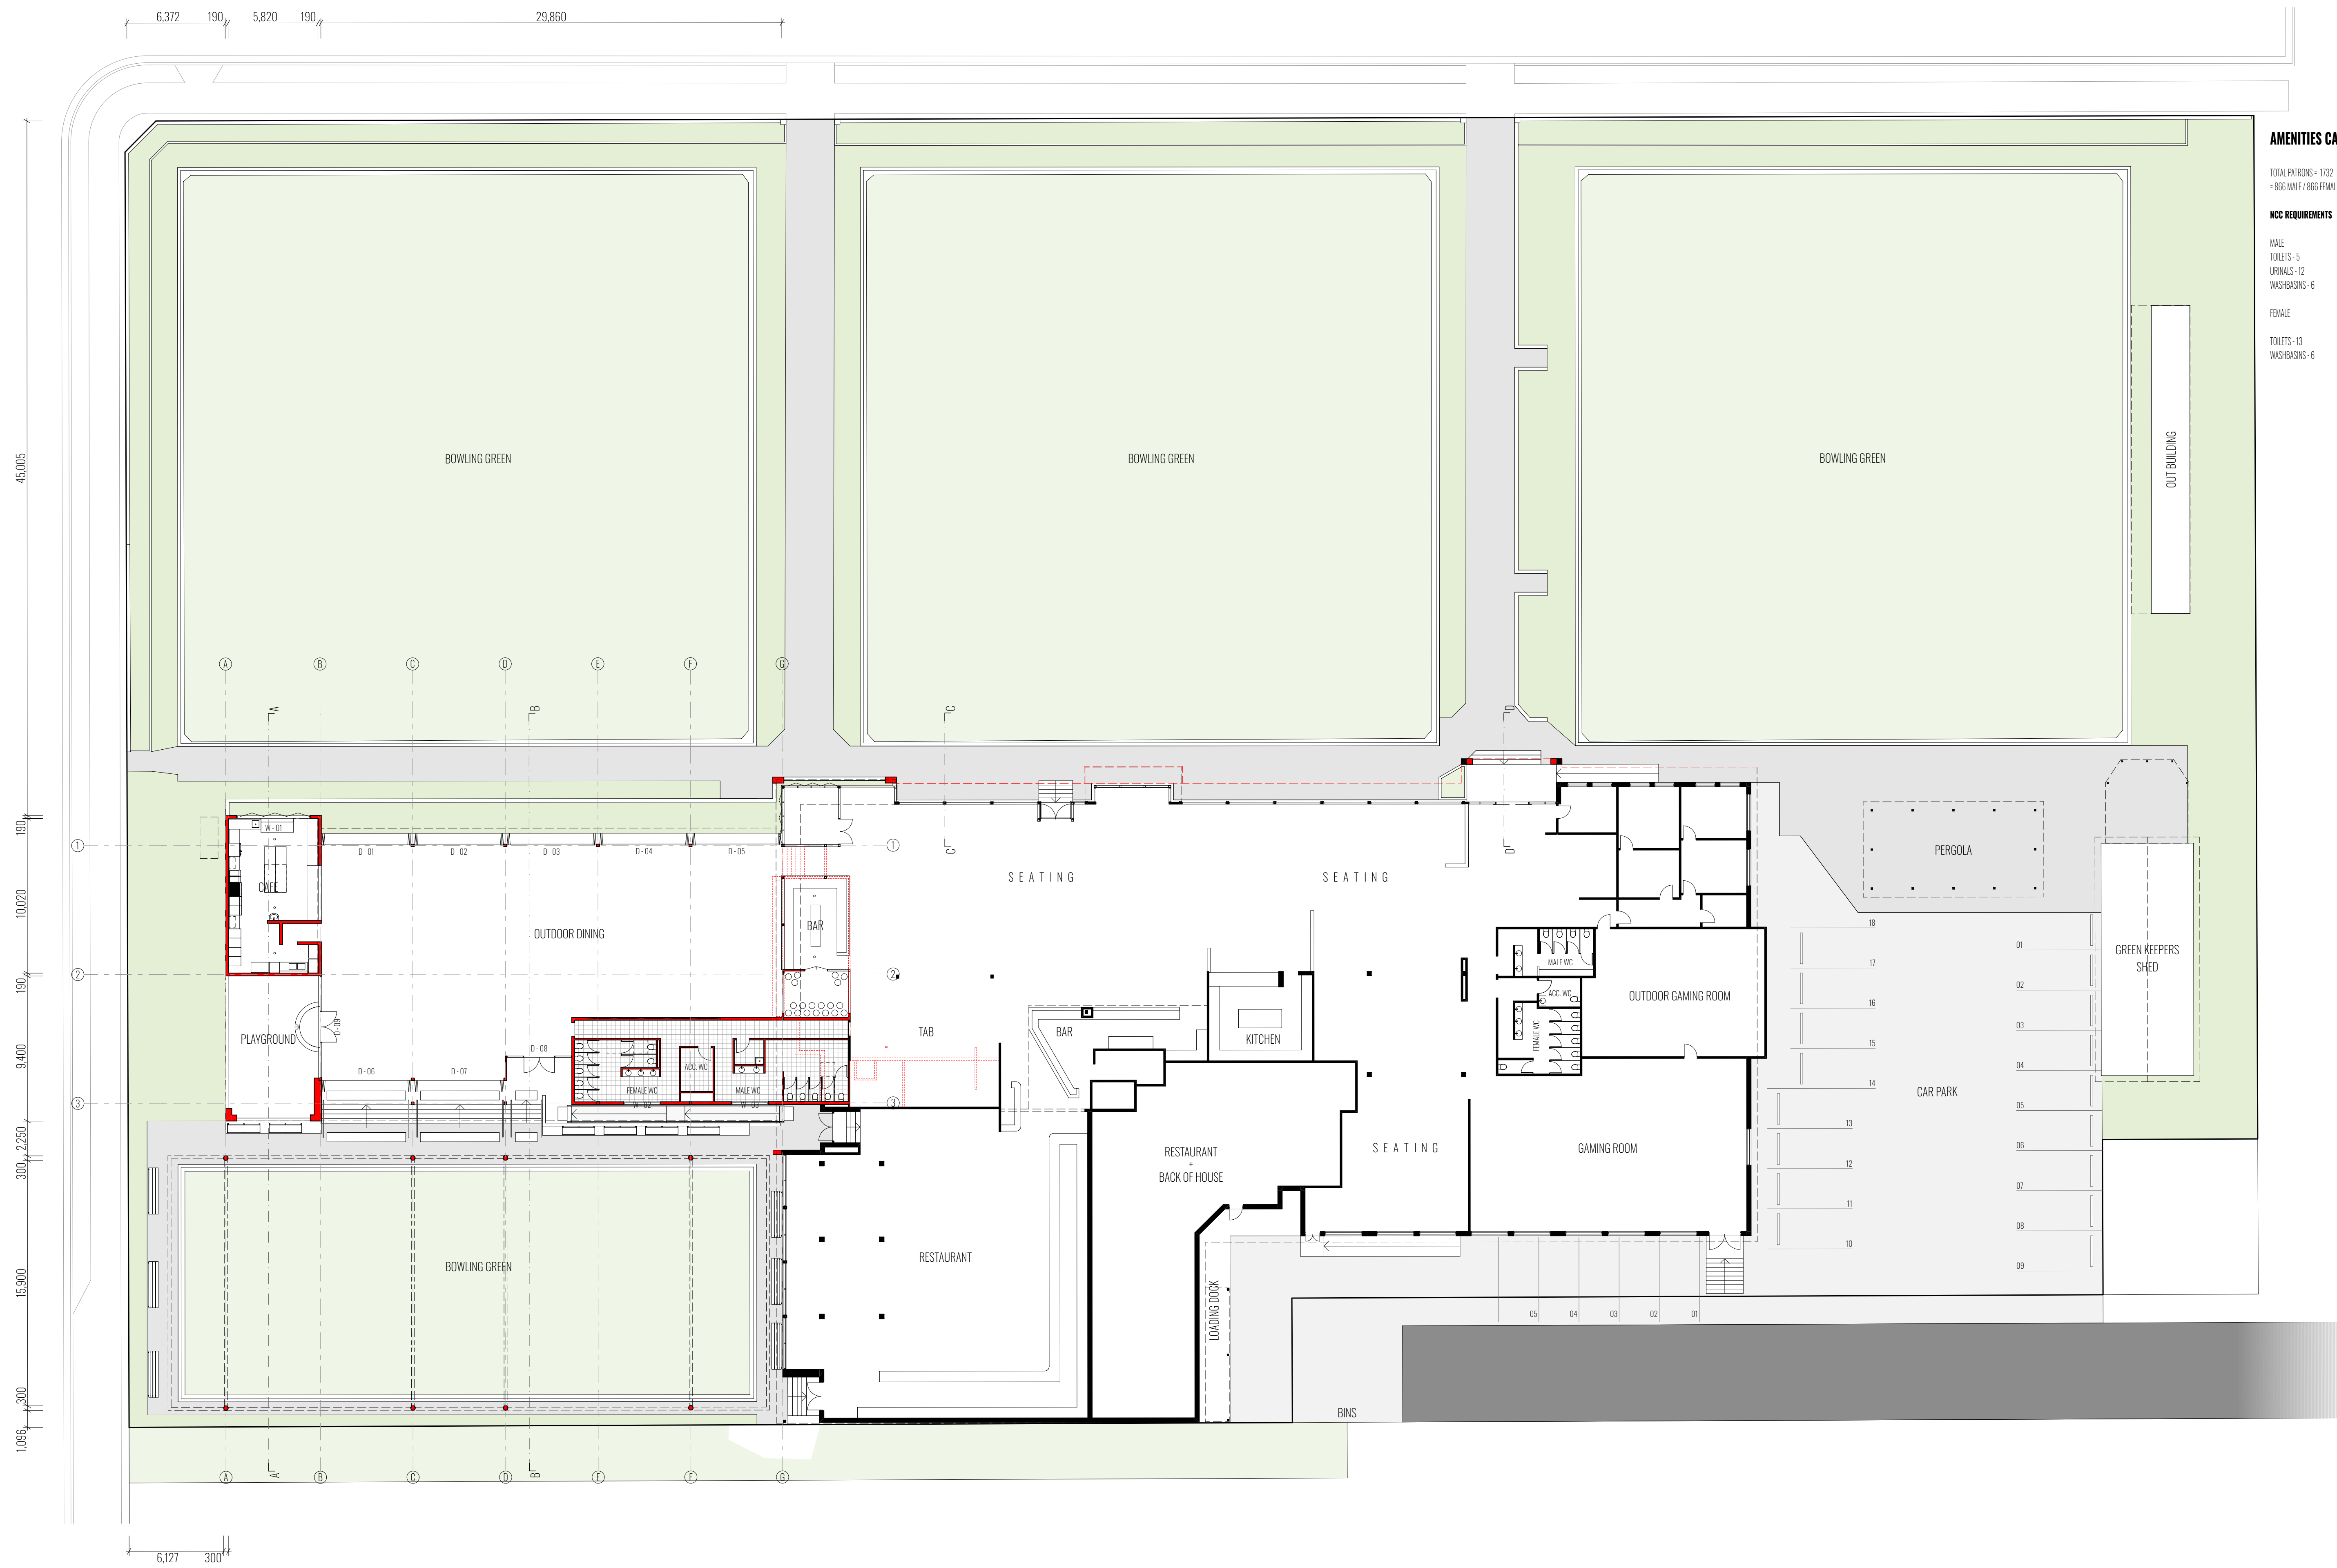 6,372 190 5,820 190 29,860
AMENITIES CA
TOTAL PATRONS = 1732
= 866 MALE / 866 FEMAL
NCC REQUIREMENTS
MALE
TOILETS - 5
URINALS - 12
WASHBASINS - 6
FEMALE
TOILETS - 13
WASHBASINS - 6
45,005
BOWLING GREEN
BOWLING GREEN
BOWLING GREEN
OUT BUILDING
A B C D E F G
A B C D
190
W - 01
1
D - 01 D - 02 D - 03 D - 04 D - 05
1
C D
PERGOLA
CAFE
SEATING
SEATING
10,020
BAR
18
OUTDOOR DINING
01
GREEN KEEPERS
SHED
MALE WC
17
190
2
2
02
ACC. WC
OUTDOOR GAMING ROOM
16
PLAYGROUND
D - 09
TAB
BAR
KITCHEN
FEMALE WC
03
15
9,400
D - 08
D - 06 D - 07
04
14
FEMALE WC
ACC. WC
MALE WC
CAR PARK
3
W - 02 W - 03
3
05
13
2,250
SEATING
GAMING ROOM
06
RESTAURANT
+
BACK OF HOUSE
12
300
07
11
08
10
RESTAURANT
BOWLING GREEN
09
15,900
LOADING DOCK
05 04 03 02 01
300
BINS
1,096
A B C D E F G
A B
6,127 300